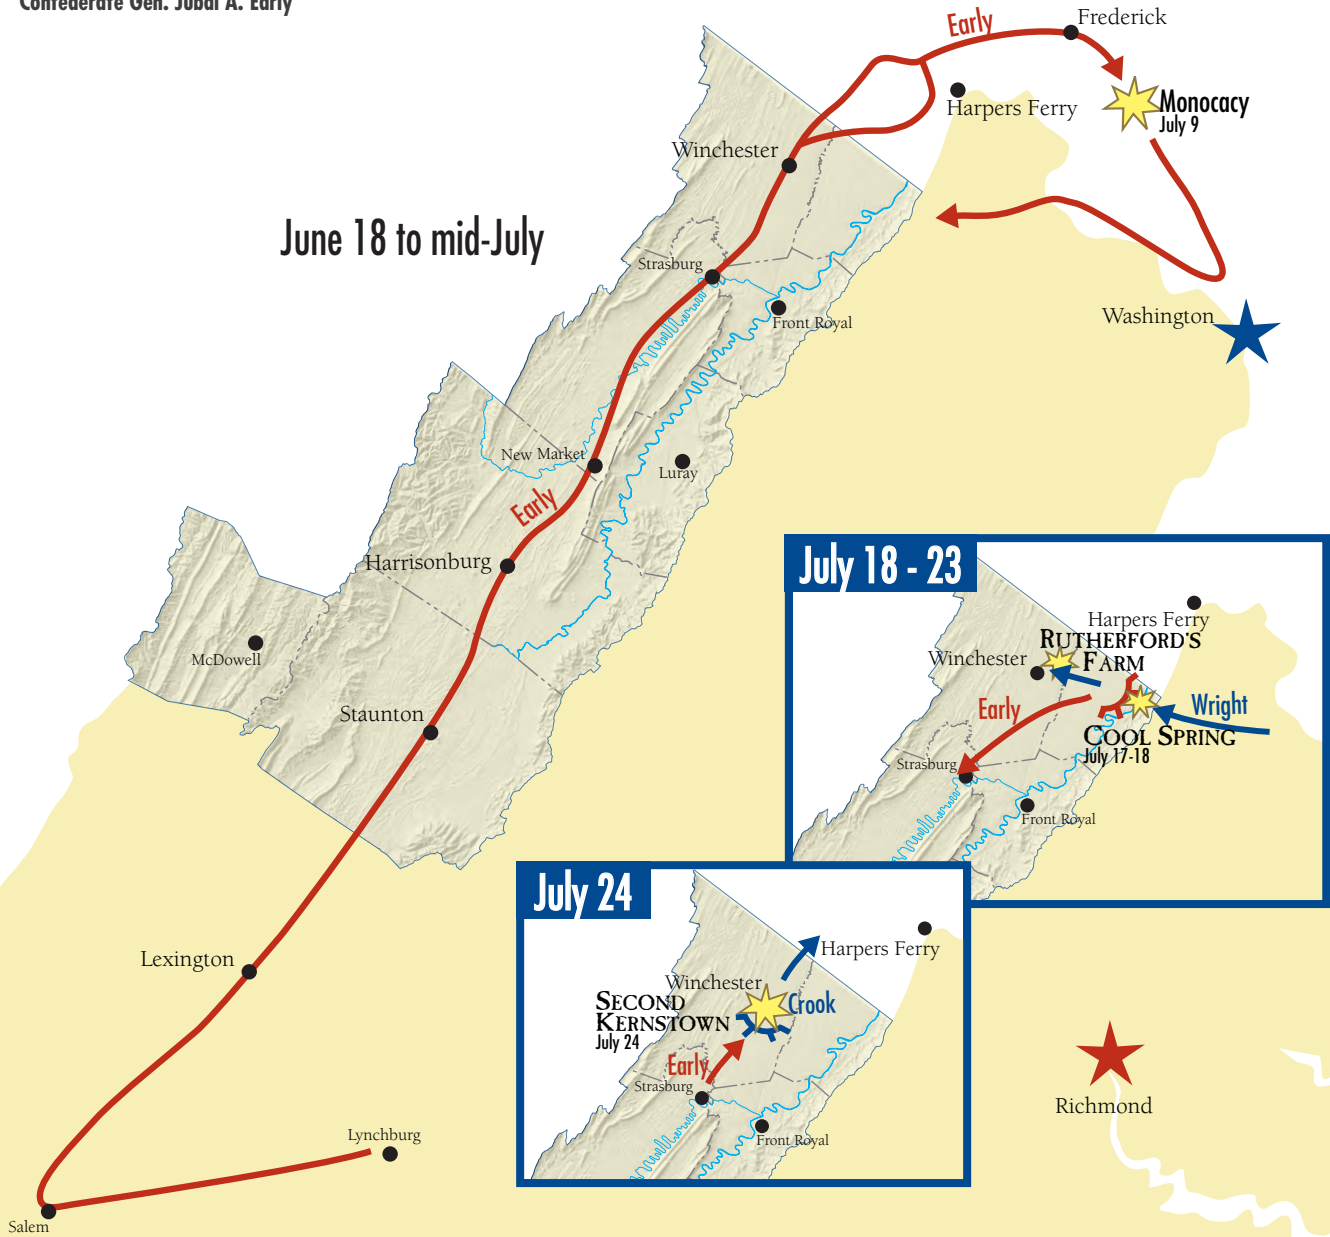 Confederate Gen. Jubal A. Early
Early
Frederick
Harpers Ferry
Monocacy
July 9
Winchester
June 18 to mid-July
Strasburg
Front Royal
Washington
New Market
Luray
Early
Harrisonburg
McDowell
Staunton
Lexington
Lynchburg
Salem
Richmond
July 18 - 23
Harpers Ferry
RUTHERFORD'S
FARM
Winchester
Early
Wright
COOL SPRING
July 17-18
Strasburg
Front Royal
July 24
Harpers Ferry
Winchester
SECOND
KERNSTOWN
July 24
Crook
Early
Strasburg
Front Royal